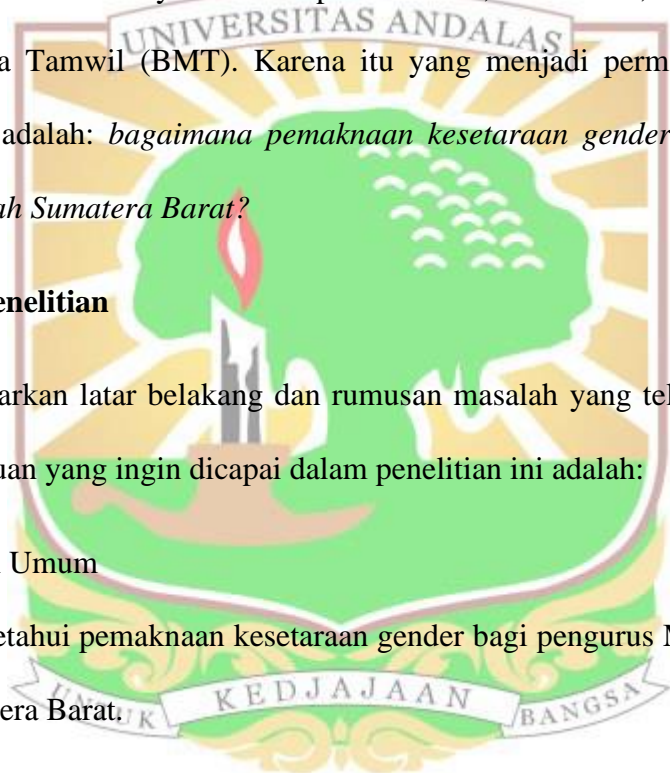 UNIVERSITAS ANDALAS
a Tamwil (BMT). Karena itu yang menjadi perm
adalah: bagaimana pemaknaan kesetaraan gender
ah Sumatera Barat?
enelitian
arkan latar belakang dan rumusan masalah yang tel
uan yang ingin dicapai dalam penelitian ini adalah:
Umum
etahui pemaknaan kesetaraan gender bagi pengurus M
era Barat.
UNTUK KEDJAJAAN BANGSA